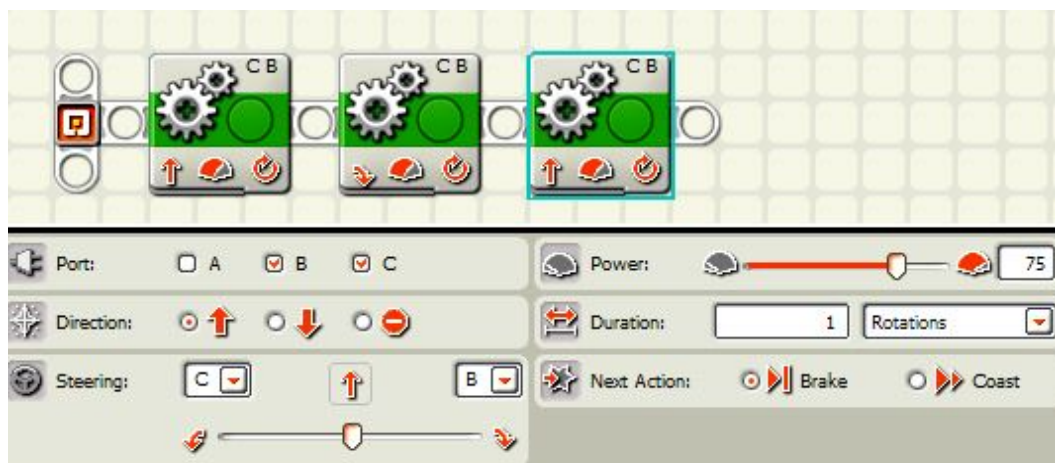 C B C B C B
Port: A B C Power: 75
Direction: Duration: 1 Rotations
Steering: C B Next Action: Brake Coast